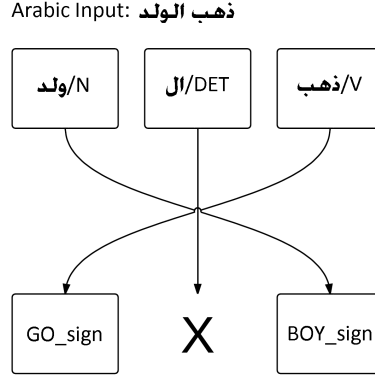 Arabic Input: ذهب الولد
ولد/N ال/DET ذهب/V
GO_sign X BOY_sign